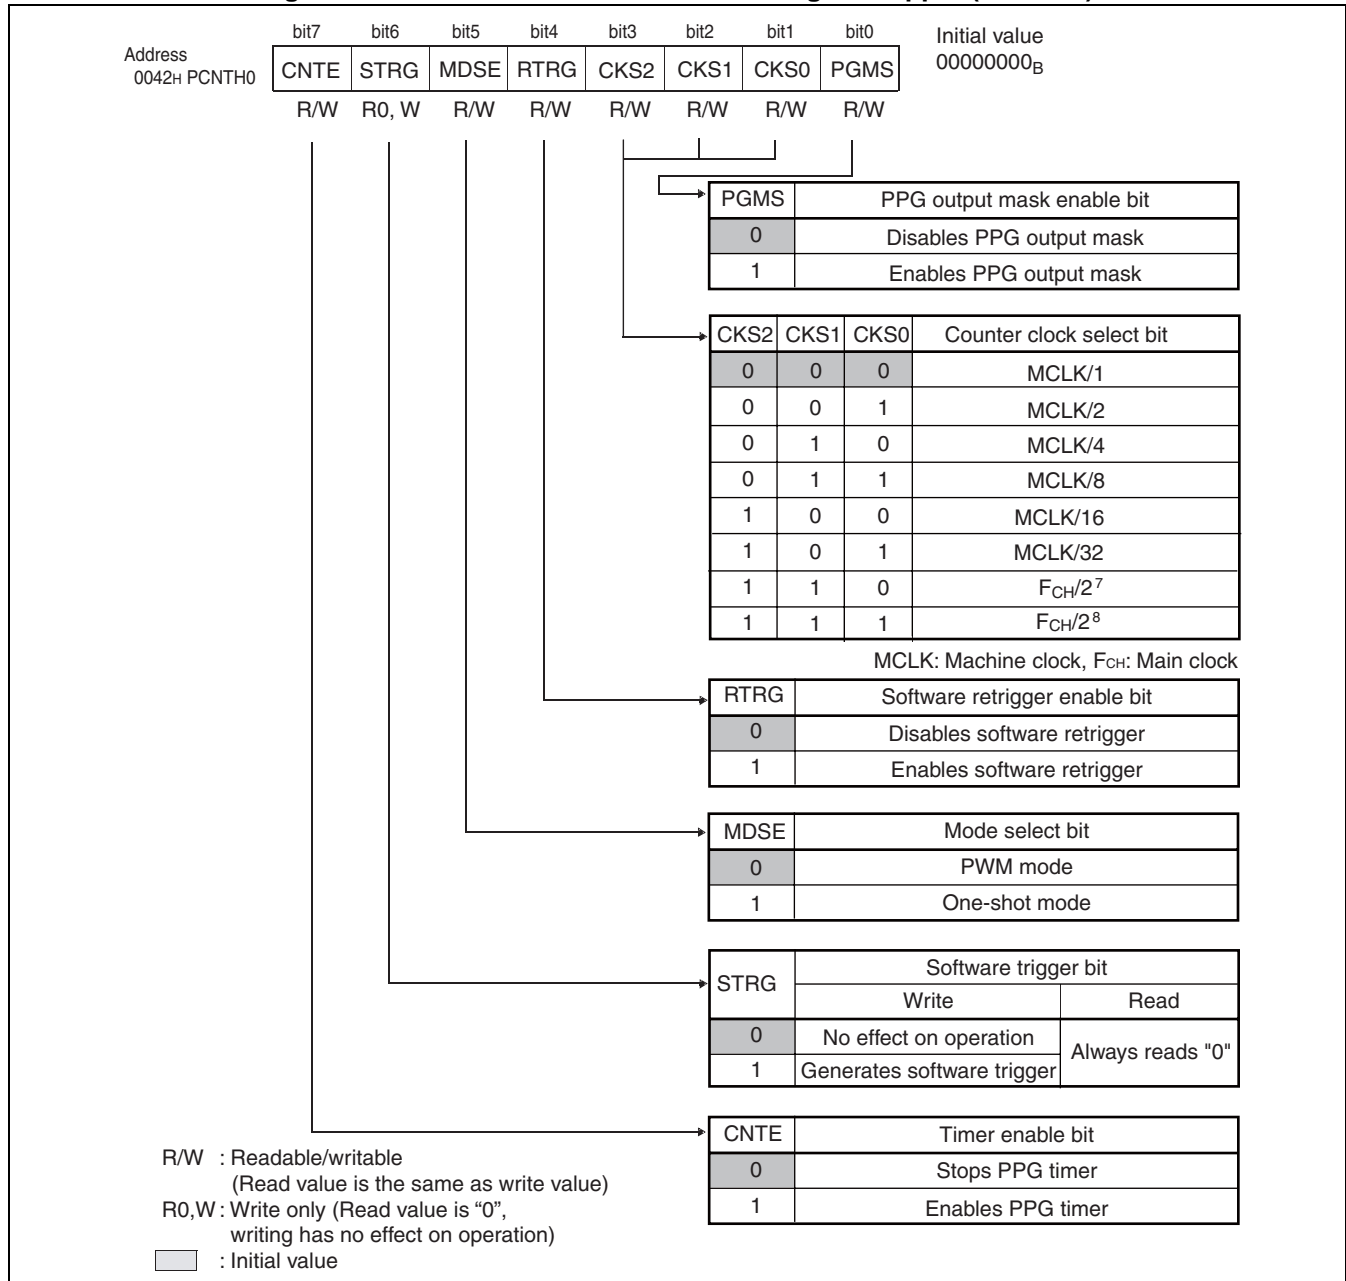 bit7 bit6 bit5 bit4 bit3 bit2 bit1 bit0 Initial value
Address
0042H PCNTH0 CNTE STRG MDSE RTRG CKS2 CKS1 CKS0 PGMS 00000000B
R/W R0, W R/W R/W R/W R/W R/W R/W
PGMS PPG output mask enable bit
0 Disables PPG output mask
1 Enables PPG output mask
CKS2 CKS1 CKS0 Counter clock select bit
0 0 0 MCLK/1
0 0 1 MCLK/2
0 1 0 MCLK/4
0 1 1 MCLK/8
1 0 0 MCLK/16
1 0 1 MCLK/32
1 1 0 FCH/2⁷
1 1 1 FCH/2⁸
MCLK: Machine clock, FCH: Main clock
RTRG Software retrigger enable bit
0 Disables software retrigger
1 Enables software retrigger
MDSE Mode select bit
0 PWM mode
1 One-shot mode
STRG Software trigger bit
Write Read
0 No effect on operation Always reads "0"
1 Generates software trigger
CNTE Timer enable bit
0 Stops PPG timer
1 Enables PPG timer
R/W : Readable/writable
(Read value is the same as write value)
R0,W : Write only (Read value is “0”,
writing has no effect on operation)
: Initial value